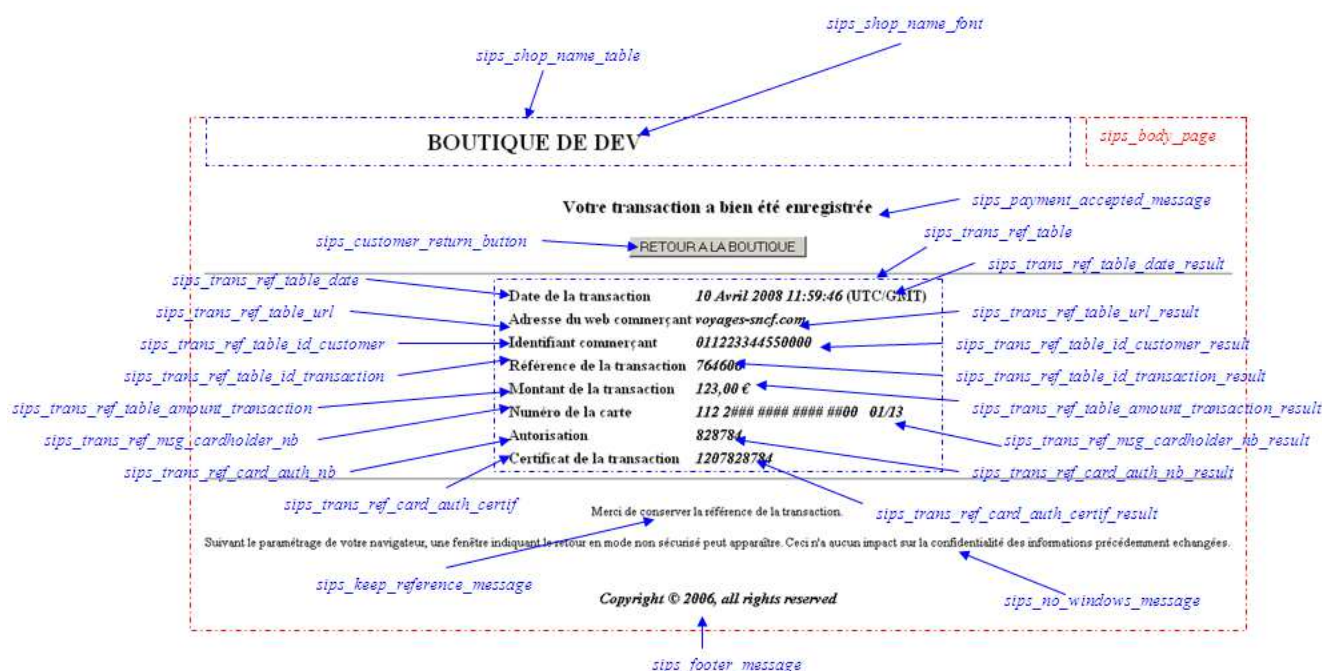 sips_shop_name_font
sips_shop_name_table
BOUTIQUE DE DEV
sips_body_page
Votre transaction a bien été enregistrée
sips_payment_accepted_message
sips_customer_return_button
RETOUR A LA BOUTIQUE
sips_trans_ref_table
sips_trans_ref_table_date
sips_trans_ref_table_date_result
Date de la transaction 10 Avril 2008 11:59:46 (UTC/GMT)
sips_trans_ref_table_url
Adresse du web commerçant voyages-sncf.com
sips_trans_ref_table_url_result
sips_trans_ref_table_id_customer
Identifiant commerçant 011223344550000
sips_trans_ref_table_id_customer_result
sips_trans_ref_table_id_transaction
Référence de la transaction 764606
sips_trans_ref_table_id_transaction_result
sips_trans_ref_table_amount_transaction
Montant de la transaction 123,00 €
sips_trans_ref_table_amount_transaction_result
sips_trans_ref_msg_cardholder_nb
Numéro de la carte 112 2### #### #### ##00 01/13
sips_trans_ref_msg_cardholder_nb_result
sips_trans_ref_card_auth_nb
Autorisation 828784
sips_trans_ref_card_auth_nb_result
Certificat de la transaction 1207828784
sips_trans_ref_card_auth_certif
sips_trans_ref_card_auth_certif_result
Merci de conserver la référence de la transaction.
Suivant le paramétrage de votre navigateur, une fenêtre indiquant le retour en mode non sécurisé peut apparaître. Ceci n'a aucun impact sur la confidentialité des informations précédemment echangées.
sips_keep_reference_message
sips_no_windows_message
Copyright © 2006, all rights reserved
sips_footer_message